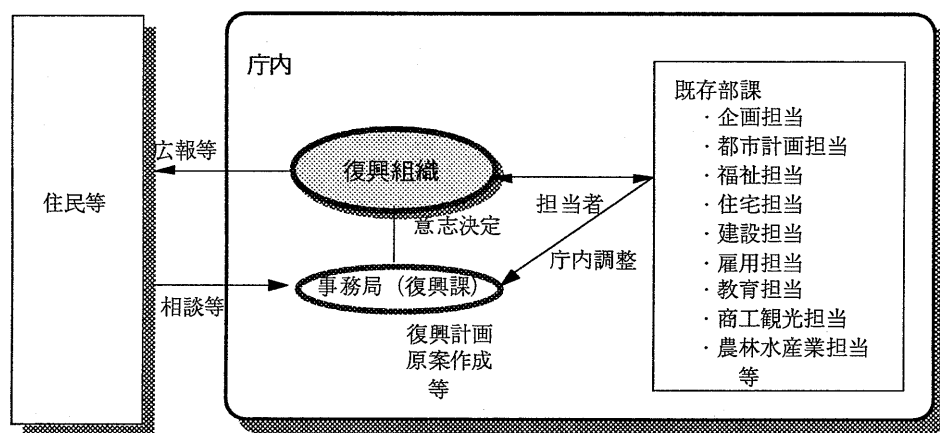 庁内
住民等
広報等
相談等
復興組織
意志決定
事務局（復興課）
復興計画
原案作成
等
担当者
庁内調整
既存部課
・企画担当
・都市計画担当
・福祉担当
・住宅担当
・建設担当
・雇用担当
・教育担当
・商工観光担当
・農林水産業担当
等